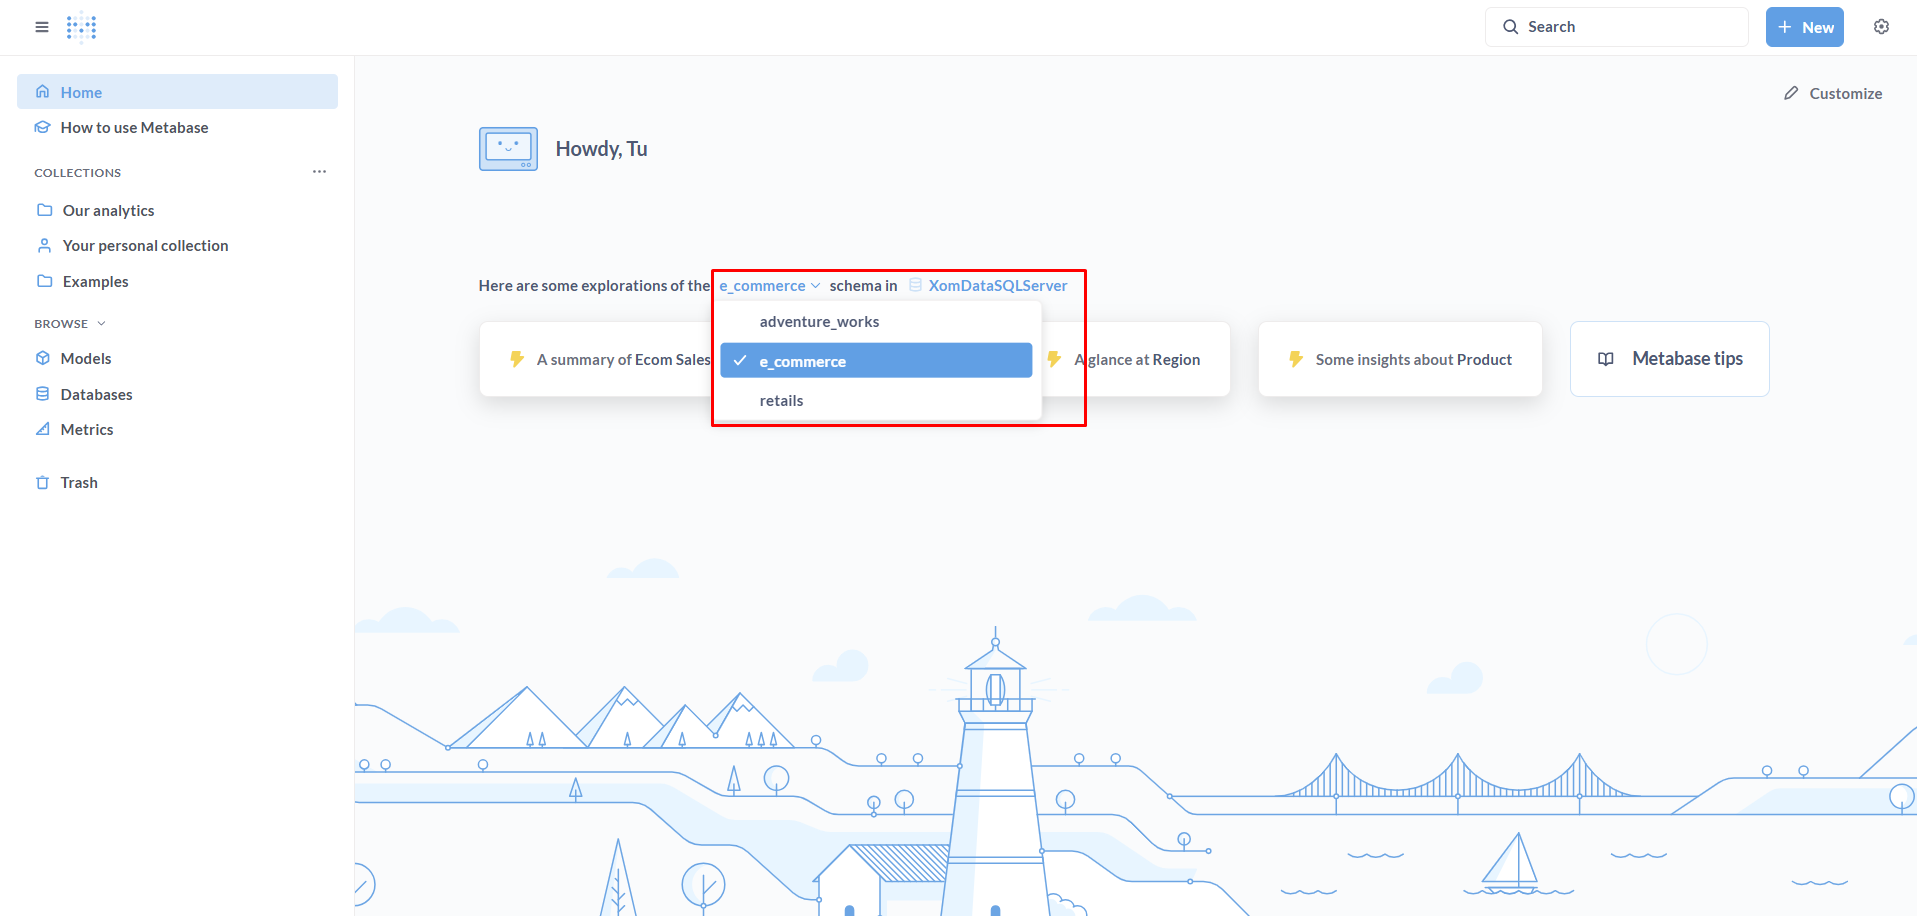 Search
New
Home
How to use Metabase
COLLECTIONS
Our analytics
Your personal collection
Examples
BROWSE
Models
Databases
Metrics
Trash
Customize
Howdy, Tu
Here are some explorations of the e_commerce schema in XomDataSQLServer
adventure_works
e_commerce
retails
A summary of Ecom Sales
A glance at Region
Some insights about Product
Metabase tips